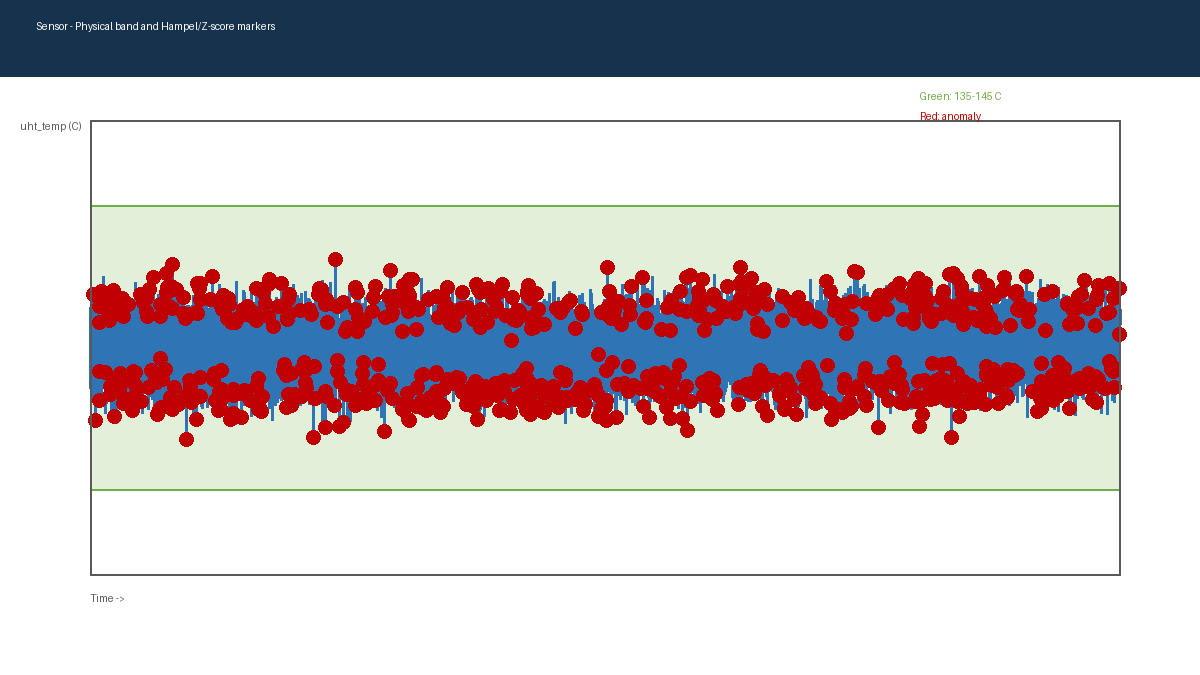 Sensor - Physical band and Hampel/Z-score markers
Green: 135-145 C
Red: anomaly
uht_temp (C)
Time ->